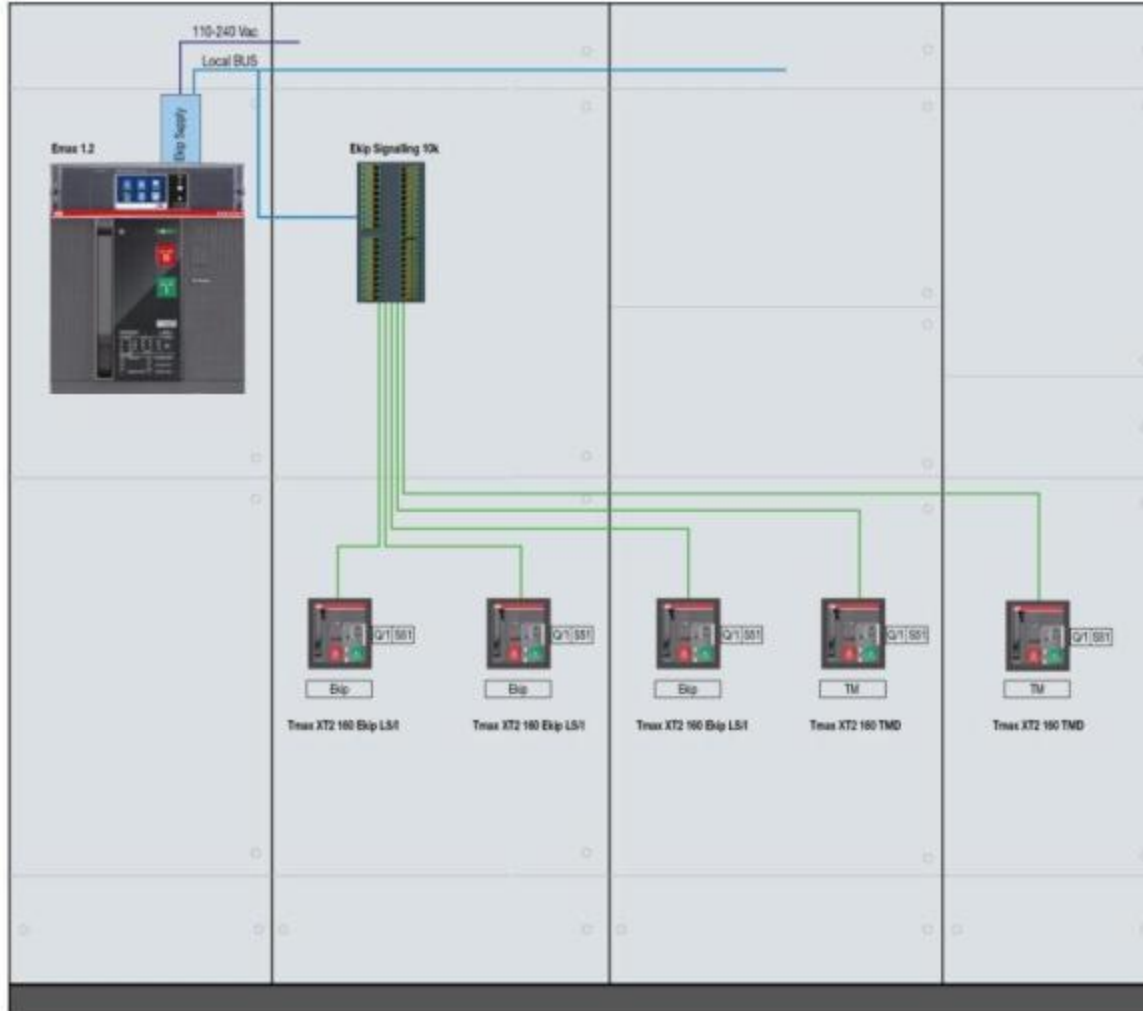 110-240 Vac
Local BUS
Ekip Supply
Emax 1.2
Ekip Signalling 10k
Q/1 S51
Q/1 S51
Q/1 S51
Q/1 S51
Q/1 S51
Ekip
Ekip
Ekip
TM
TM
Tmax XT2 160 Ekip LS/I
Tmax XT2 160 Ekip LS/I
Tmax XT2 160 Ekip LS/I
Tmax XT2 160 TMD
Tmax XT2 160 TMD